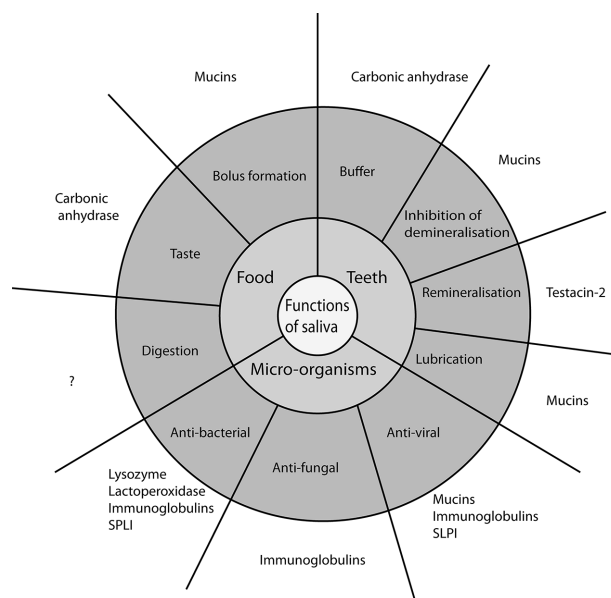 Mucins
Carbonic anhydrase
Mucins
Carbonic
anhydrase
Bolus formation
Buffer
Inhibition of
demineralisation
Taste
Food
Teeth
Functions
of saliva
Remineralisation
Testacin-2
Digestion
Lubrication
Micro-organisms
?
Mucins
Anti-bacterial
Anti-viral
Anti-fungal
Lysozyme
Lactoperoxidase
Immunoglobulins
SPLI
Mucins
Immunoglobulins
SLPI
Immunoglobulins